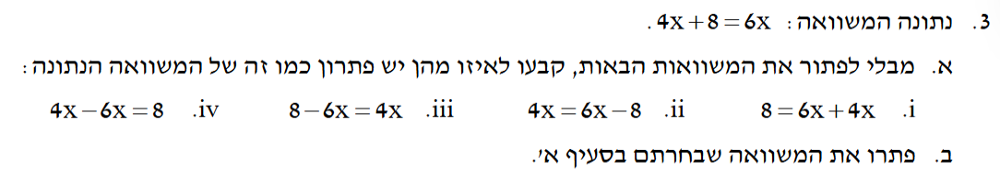 3. נתונה המשוואה: 4x+8=6x.
א. מבלי לפתור את המשוואות הבאות, קבעו לאיזו מהן יש פתרון כמו זה של המשוואה הנתונה:
i. 8=6x+4x ii. 4x=6x−8 iii. 8−6x=4x iv. 4x−6x=8
ב. פתרו את המשוואה שבחרתם בסעיף א'.